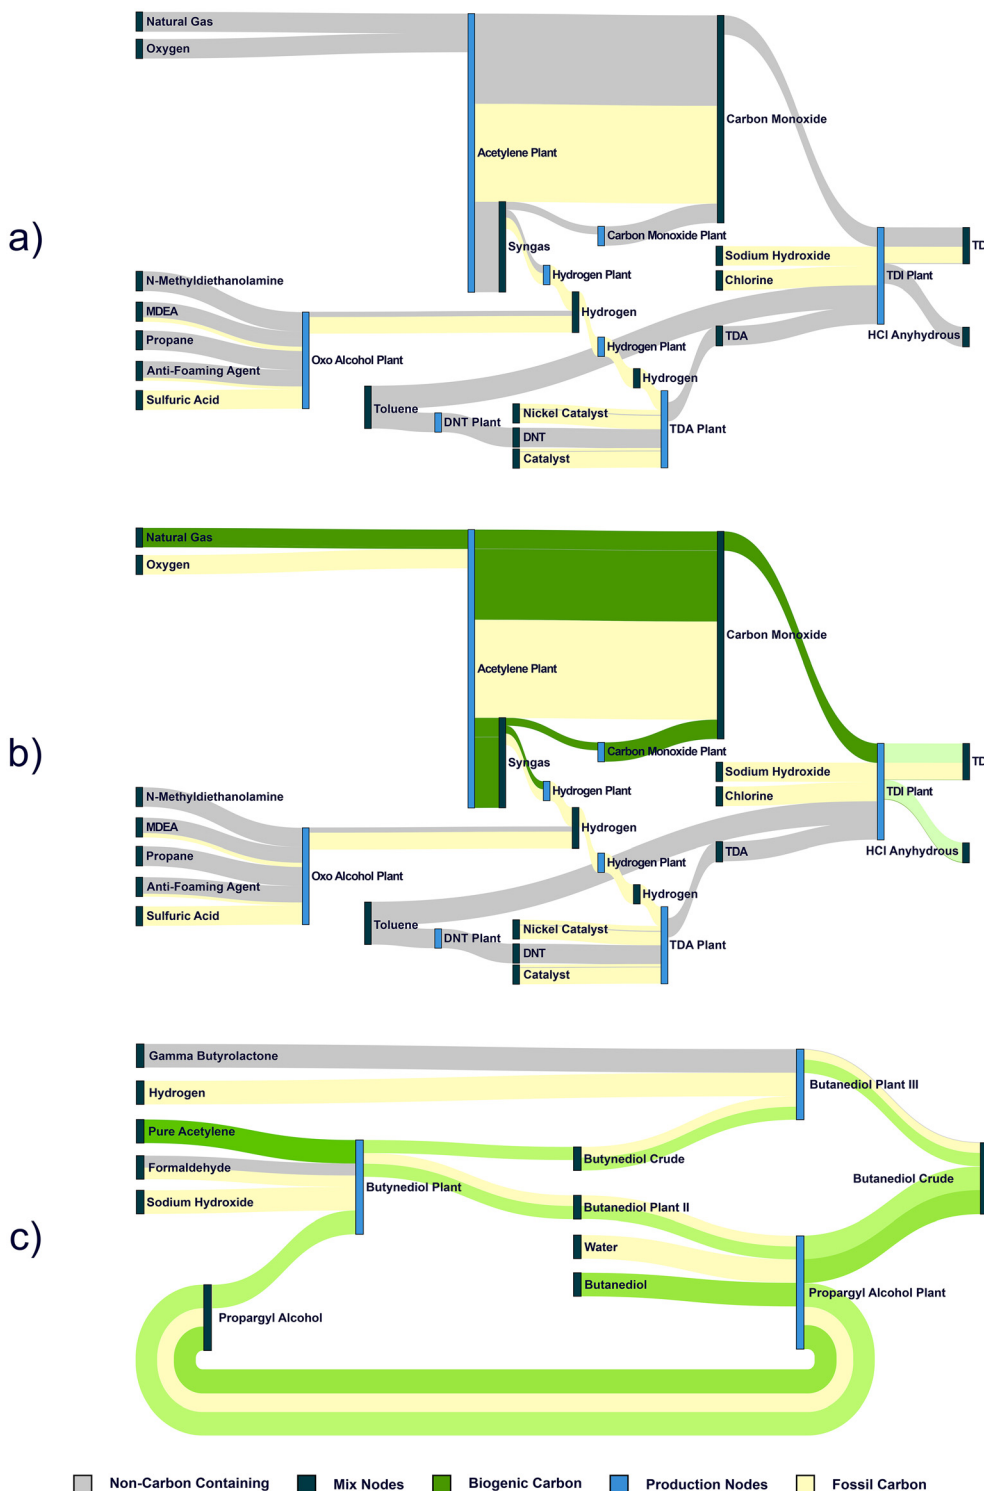 a)
Natural Gas
Oxygen
Carbon Monoxide
Acetylene Plant
Syngas
Carbon Monoxide Plant
TD
Sodium Hydroxide
Hydrogen Plant
TDI Plant
Chlorine
N-Methyldiethanolamine
MDEA
Hydrogen
HCl Anyhydrous
TDA
Propane
Hydrogen Plant
Oxo Alcohol Plant
Anti-Foaming Agent
Hydrogen
Sulfuric Acid
Toluene
Nickel Catalyst
DNT Plant
TDA Plant
DNT
Catalyst
b)
Natural Gas
Oxygen
Carbon Monoxide
Acetylene Plant
Carbon Monoxide Plant
TD
Syngas
Sodium Hydroxide
Hydrogen Plant
TDI Plant
Chlorine
N-Methyldiethanolamine
MDEA
Hydrogen
HCl Anyhydrous
TDA
Propane
Hydrogen Plant
Oxo Alcohol Plant
Anti-Foaming Agent
Hydrogen
Sulfuric Acid
Toluene
Nickel Catalyst
DNT Plant
TDA Plant
DNT
Catalyst
c)
Gamma Butyrolactone
Butanediol Plant III
Hydrogen
Pure Acetylene
Butynediol Crude
Formaldehyde
Butanediol Crude
Butynediol Plant
Sodium Hydroxide
Butanediol Plant II
Water
Butanediol
Propargyl Alcohol Plant
Propargyl Alcohol
Non-Carbon Containing
Mix Nodes
Biogenic Carbon
Production Nodes
Fossil Carbon